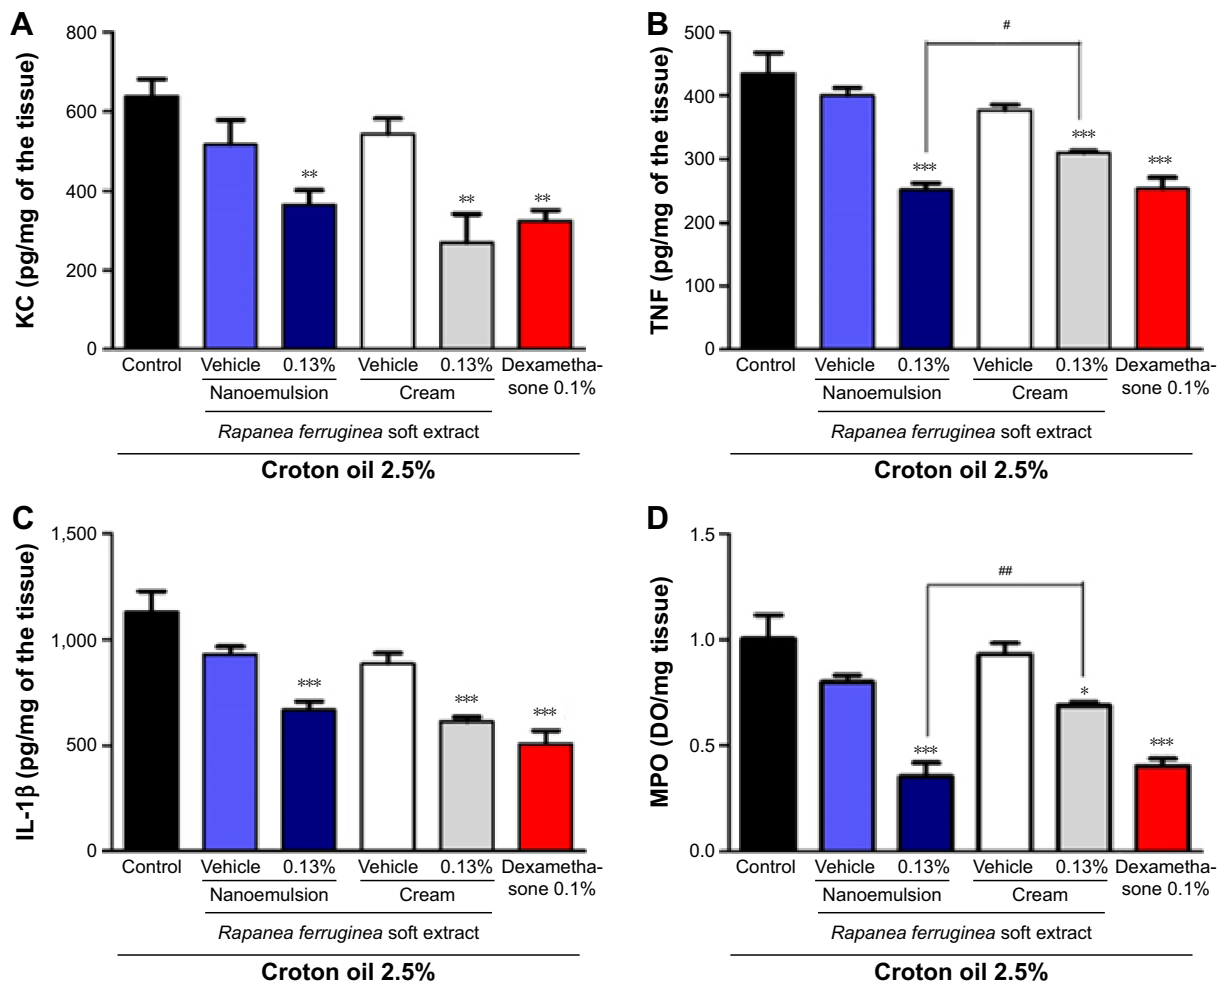 A
KC (pg/mg of the tissue)
800
600
400
200
0
**
**
**
Control Vehicle 0.13% Vehicle 0.13% Dexametha-
sone 0.1%
Nanoemulsion Cream
Rapanea ferruginea soft extract
Croton oil 2.5%
B
TNF (pg/mg of the tissue)
500
400
300
200
100
0
#
***
***
***
Control Vehicle 0.13% Vehicle 0.13% Dexametha-
sone 0.1%
Nanoemulsion Cream
Rapanea ferruginea soft extract
Croton oil 2.5%
C
IL-1β (pg/mg of the tissue)
1,500
1,000
500
0
***
***
***
Control Vehicle 0.13% Vehicle 0.13% Dexametha-
sone 0.1%
Nanoemulsion Cream
Rapanea ferruginea soft extract
Croton oil 2.5%
D
MPO (DO/mg tissue)
1.5
1.0
0.5
0.0
##
***
*
***
Control Vehicle 0.13% Vehicle 0.13% Dexametha-
sone 0.1%
Nanoemulsion Cream
Rapanea ferruginea soft extract
Croton oil 2.5%